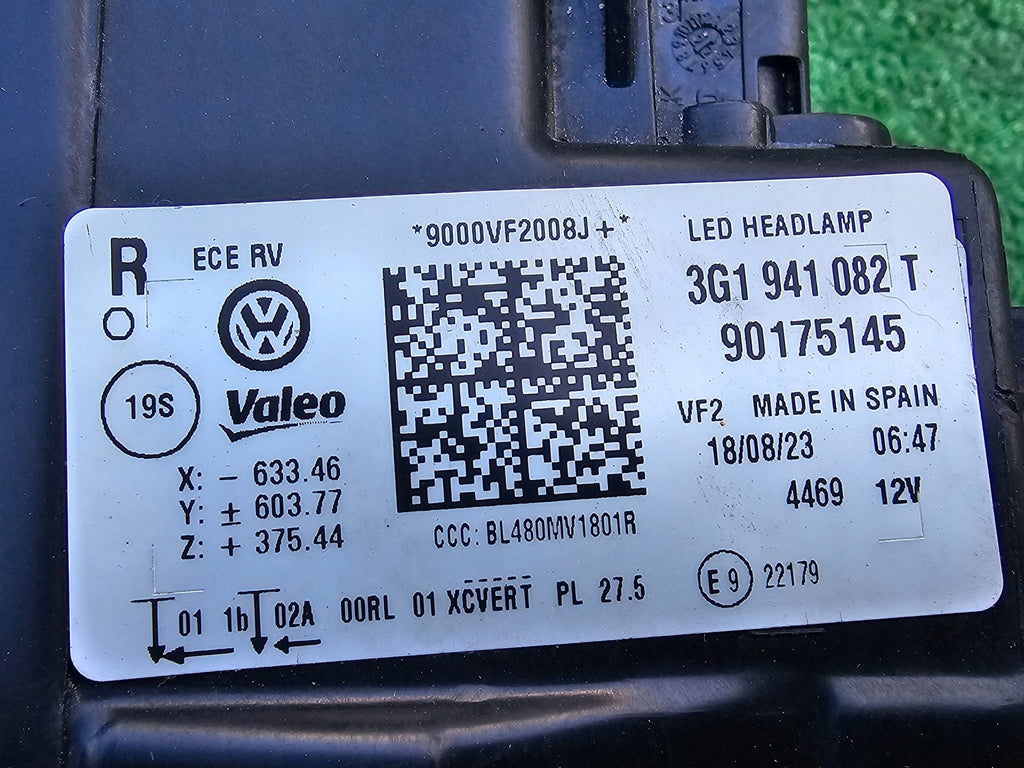 R
ECE RV
*9000VF2008J+*
LED HEADLAMP
3G1 941 082 T
90175145
19S
Valeo
VF2 MADE IN SPAIN
18/08/23 06:47
4469 12V
X: - 633.46
Y: ± 603.77
Z: + 375.44
CCC: BL480MV1801R
E9 22179
01 1b 02A 00RL 01 XCVERT PL 27.5